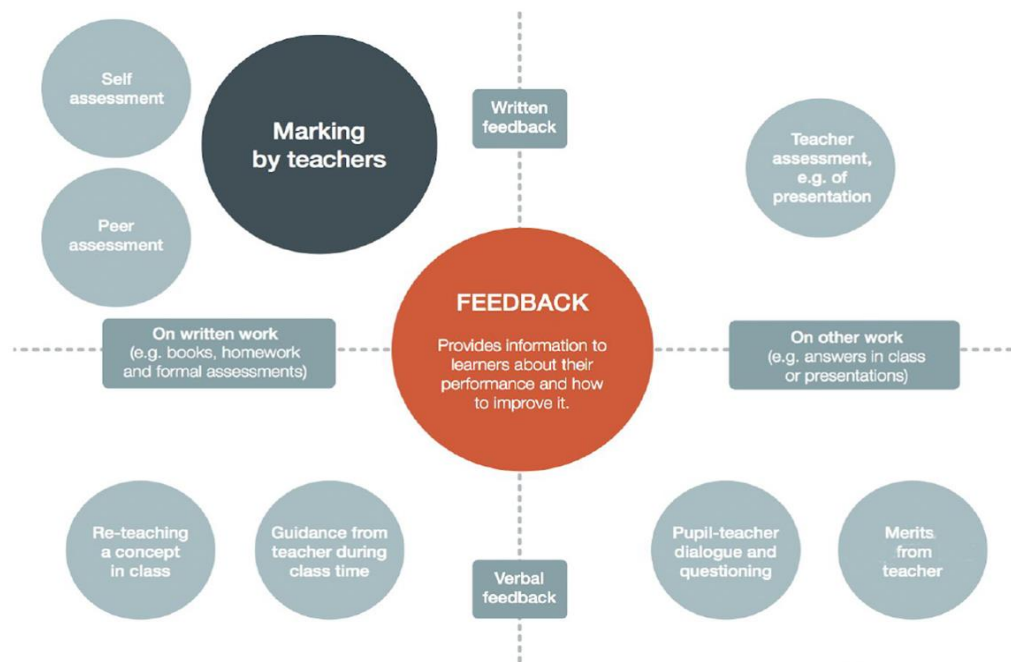 Self
assessment
Marking
by teachers
Written
feedback
Teacher
assessment,
e.g. of
presentation
Peer
assessment
FEEDBACK
Provides information to
learners about their
performance and how
to improve it.
On written work
(e.g. books, homework
and formal assessments)
On other work
(e.g. answers in class
or presentations)
Re-teaching
a concept
in class
Guidance from
teacher during
class time
Verbal
feedback
Pupil-teacher
dialogue and
questioning
Merits
from
teacher